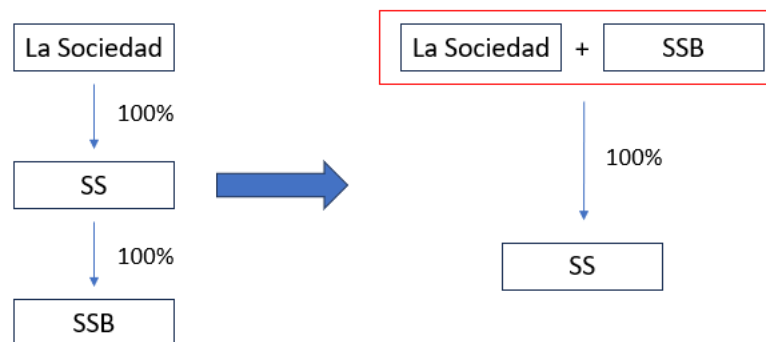 La Sociedad
100%
SS
100%
SSB
La Sociedad + SSB
100%
SS